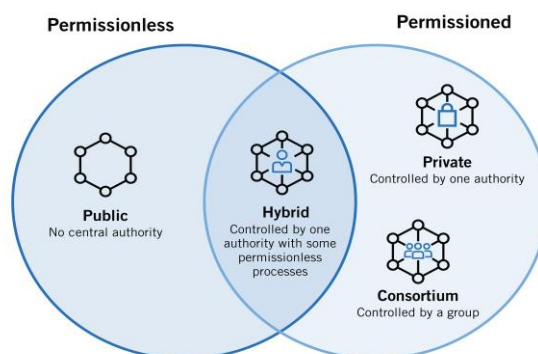 Permissionless
Permissioned
Public
No central authority
Hybrid
Controlled by one
authority with some
permissionless
processes
Private
Controlled by one authority
Consortium
Controlled by a group